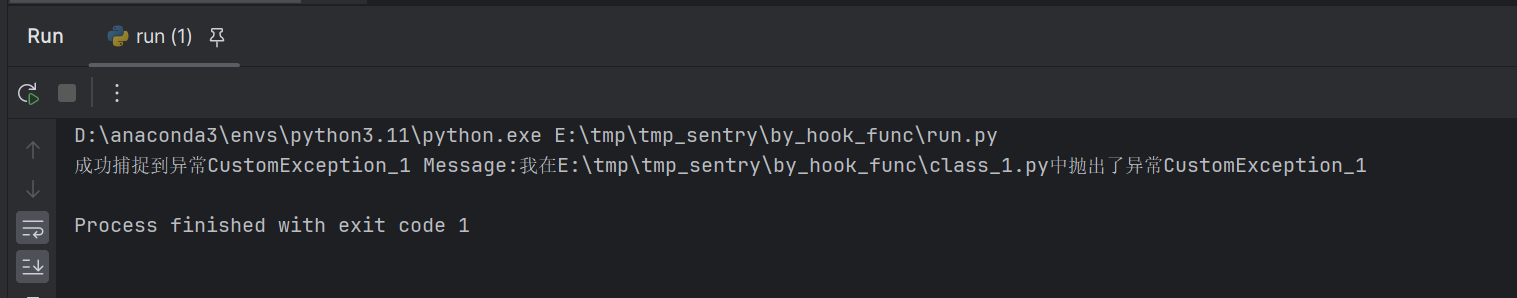 Run
run (1)
D:\anaconda3\envs\python3.11\python.exe E:\tmp\tmp_sentry\by_hook_func\run.py
成功捕捉到异常CustomException_1 Message:我在E:\tmp\tmp_sentry\by_hook_func\class_1.py中抛出了异常CustomException_1
Process finished with exit code 1